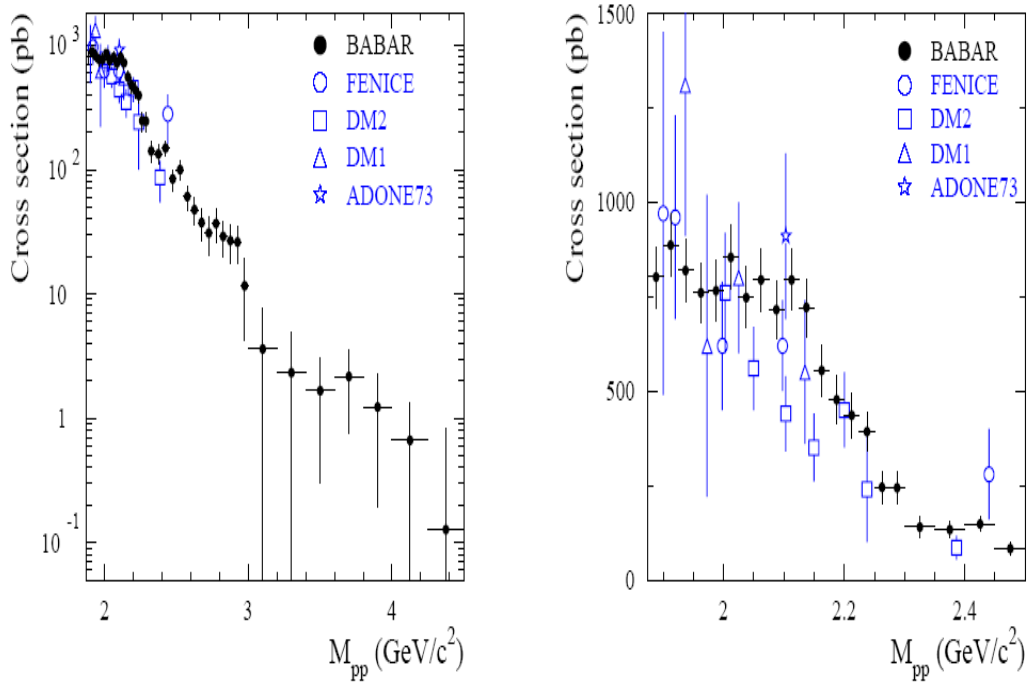 Cross section (pb)
10³
10²
10
1
10⁻¹
BABAR
FENICE
DM2
DM1
ADONE73
2
3
4
M_pp (GeV/c²)
Cross section (pb)
1500
1000
500
0
BABAR
FENICE
DM2
DM1
ADONE73
2
2.2
2.4
M_pp (GeV/c²)